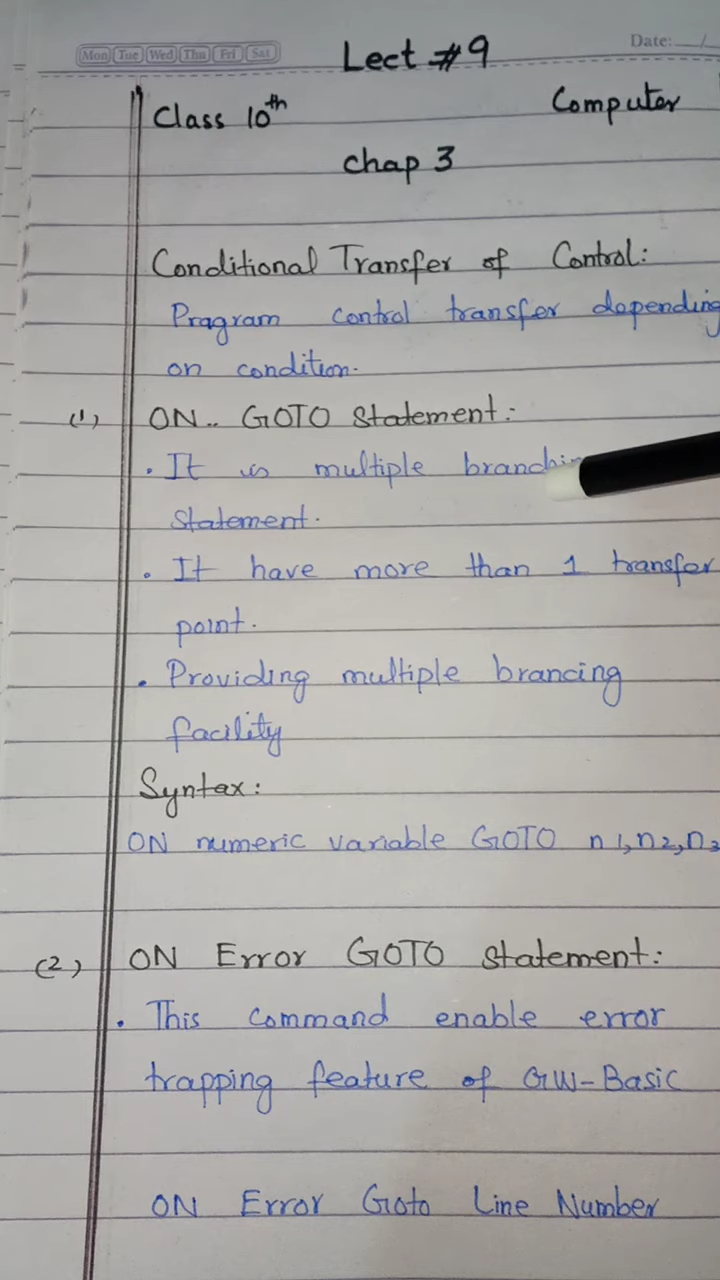 Mon Tue Wed Thu Fri Sat
Date: __/
Lect #9
Class 10th Computer
Chap 3
Conditional Transfer of Control:
Pragram control transfer depending
on condition.
(1) ON.. GOTO Statement:
. It is multiple
Statement.
. It have more than 1 transfer
point.
. Providing multiple brancing
facility
Syntax:
ON numeric variable GOTO n1,n2,n3
(2) ON Error GOTO Statement:
. This command enable error
trapping feature of GW-Basic
ON Error Goto Line Number